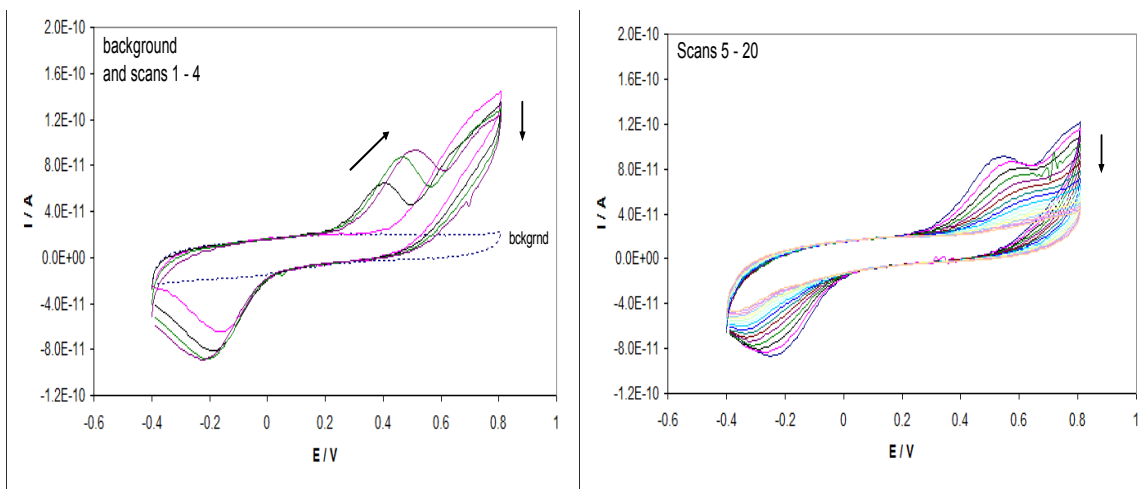 2.0E-10
1.6E-10
1.2E-10
8.0E-11
4.0E-11
0.0E+00
-4.0E-11
-8.0E-11
-1.2E-10
I / A
background
and scans 1 - 4
bckgrnd
-0.6 -0.4 -0.2 0 0.2 0.4 0.6 0.8 1
E / V
2.0E-10
1.6E-10
1.2E-10
8.0E-11
4.0E-11
0.0E+00
-4.0E-11
-8.0E-11
-1.2E-10
I / A
Scans 5 - 20
-0.6 -0.4 -0.2 0 0.2 0.4 0.6 0.8 1
E / V